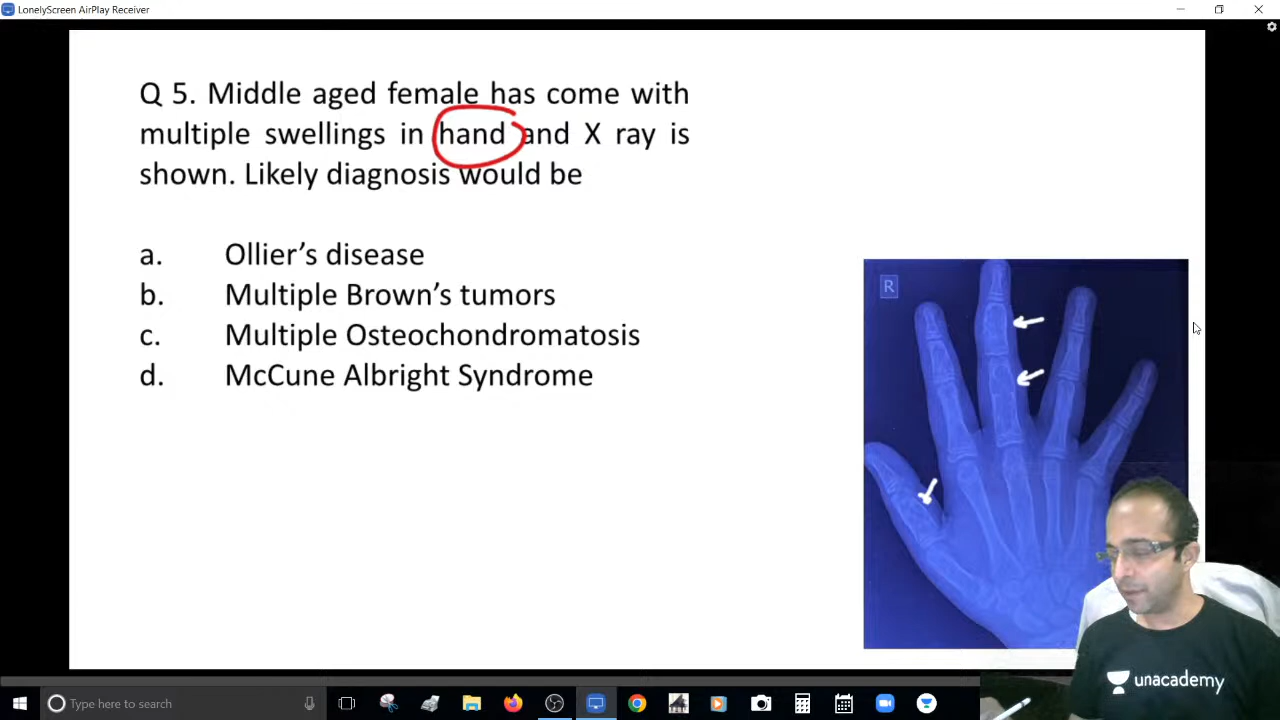 LonelyScreen AirPlay Receiver
Q 5. Middle aged female has come with
multiple swellings in hand and X ray is
shown. Likely diagnosis would be
a. Ollier’s disease
b. Multiple Brown’s tumors
c. Multiple Osteochondromatosis
d. McCune Albright Syndrome
R
unacademy
Type here to search